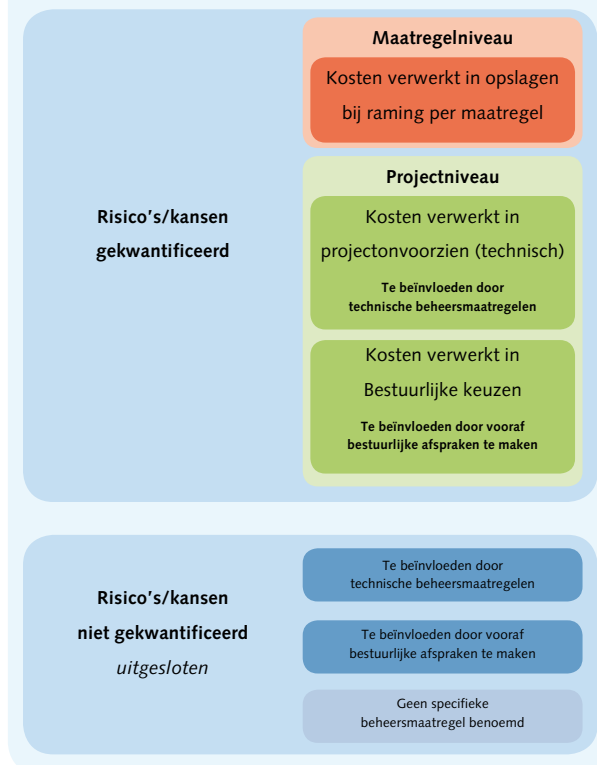 Maatregelniveau
Kosten verwerkt in opslagen
bij raming per maatregel
Projectniveau
Risico's/kansen
gekwantificeerd
Kosten verwerkt in
projectonvoorzien (technisch)
Te beïnvloeden door
technische beheersmaatregelen
Kosten verwerkt in
Bestuurlijke keuzen
Te beïnvloeden door vooraf
bestuurlijke afspraken te maken
Risico's/kansen
niet gekwantificeerd
uitgesloten
Te beïnvloeden door
technische beheersmaatregelen
Te beïnvloeden door vooraf
bestuurlijke afspraken te maken
Geen specifieke
beheersmaatregel benoemd